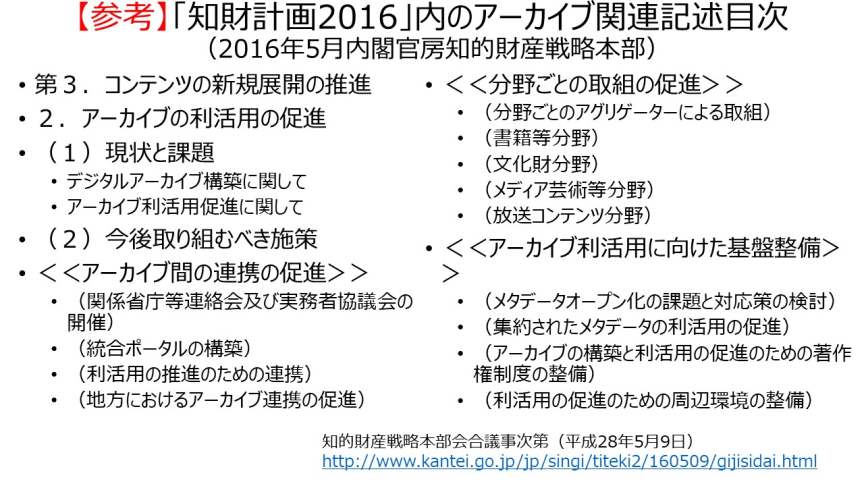 【参考】「知財計画2016」内のアーカイブ関連記述目次
（2016年5月内閣官房知的財産戦略本部）
• 第３．コンテンツの新規展開の推進
• ２．アーカイブの利活用の促進
• （１）現状と課題
• デジタルアーカイブ構築に関して
• アーカイブ利活用促進に関して
• （２）今後取り組むべき施策
• ＜＜アーカイブ間の連携の促進＞＞
• （関係省庁等連絡会及び実務者協議会の
開催）
• （統合ポータルの構築）
• （利活用の推進のための連携）
• （地方におけるアーカイブ連携の促進）
• ＜＜分野ごとの取組の促進＞＞
• （分野ごとのアグリゲーターによる取組）
• （書籍等分野）
• （文化財分野）
• （メディア芸術等分野）
• （放送コンテンツ分野）
• ＜＜アーカイブ利活用に向けた基盤整備＞
＞
• （メタデータオープン化の課題と対応策の検討）
• （集約されたメタデータの利活用の促進）
• （アーカイブの構築と利活用の促進のための著作
権制度の整備）
• （利活用の促進のための周辺環境の整備）
知的財産戦略本部会合議事次第（平成28年5月9日）
http://www.kantei.go.jp/jp/singi/titeki2/160509/gijisidai.html